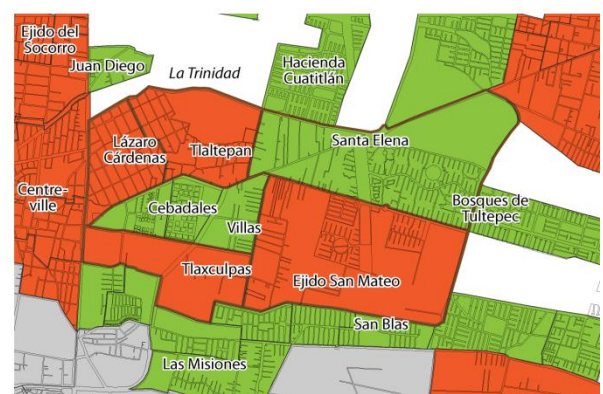 Ejido del
Socorro
Juan Diego
La Trinidad
Hacienda
Cuatitlán
Lázaro
Cárdenas
Tlaltepan
Santa Elena
Centre-
ville
Cebadales
Villas
Bosques de
Tultepec
Tlaxculpas
Ejido San Mateo
San Blas
Las Misiones